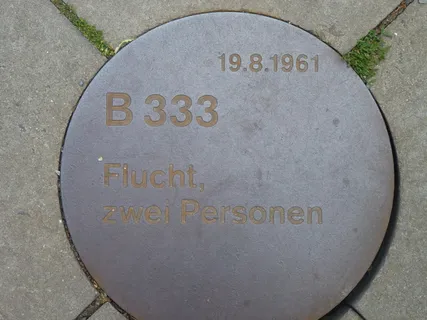 19.8.1961
B 333
Flucht,
zwei Personen